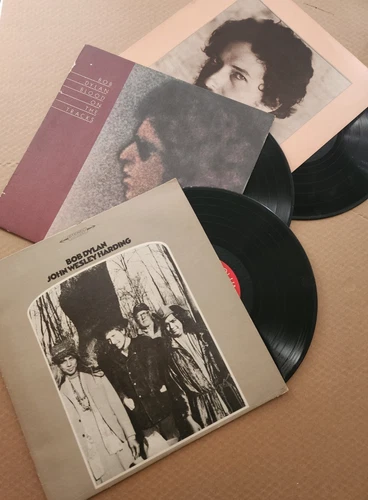 BOB
DYLAN
BLOOD
ON
THE
TRACKS
BOB DYLAN
JOHN WESLEY HARDING